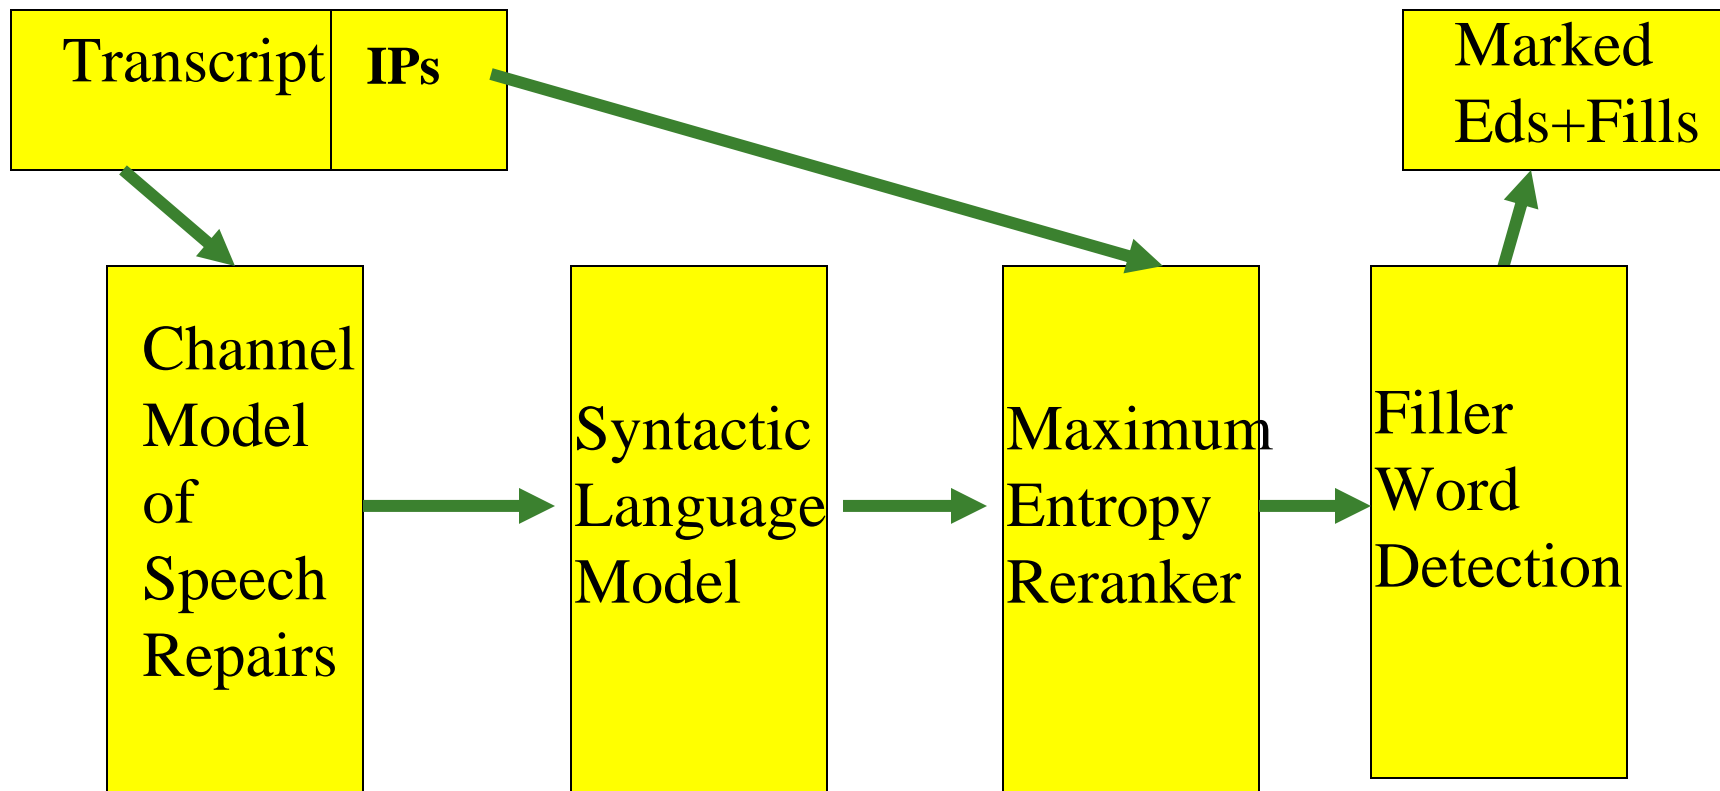 Transcript
IPs
Marked
Eds+Fills
Channel
Model
of
Speech
Repairs
Syntactic
Language
Model
Maximum
Entropy
Reranker
Filler
Word
Detection